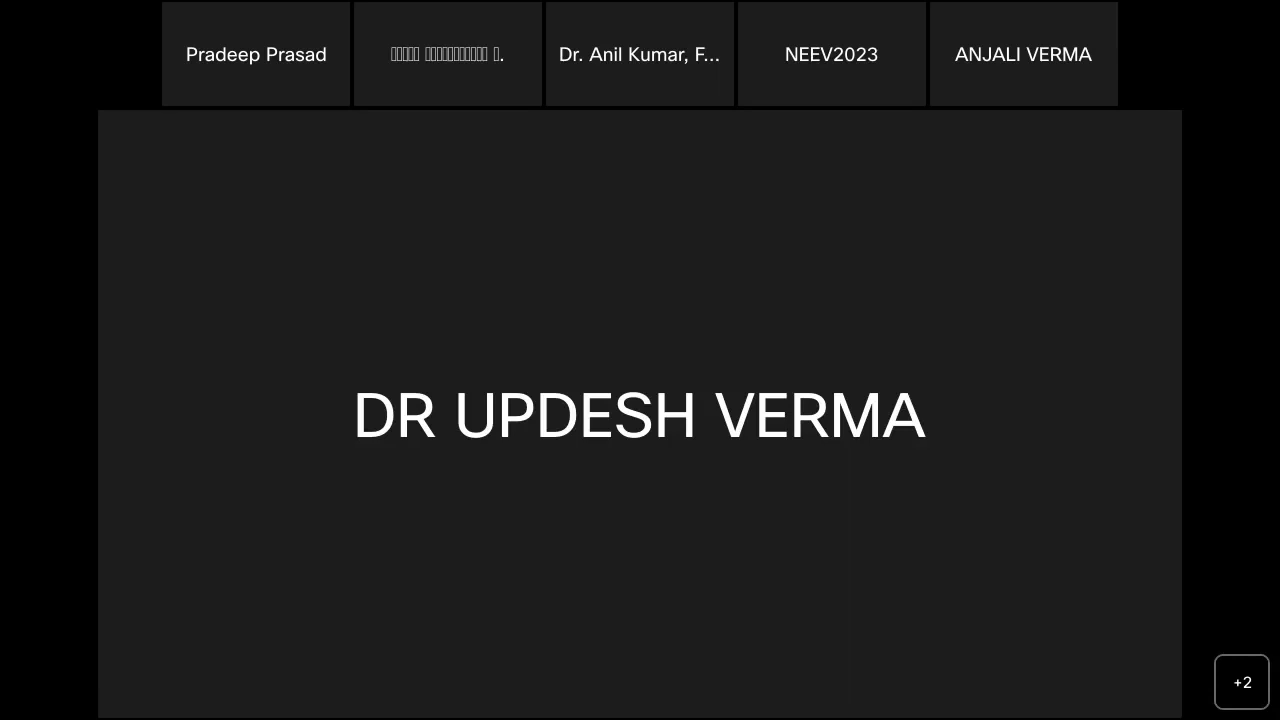 Pradeep Prasad
Dr. Anil Kumar, F...
NEEV2023
ANJALI VERMA
DR UPDESH VERMA
+2